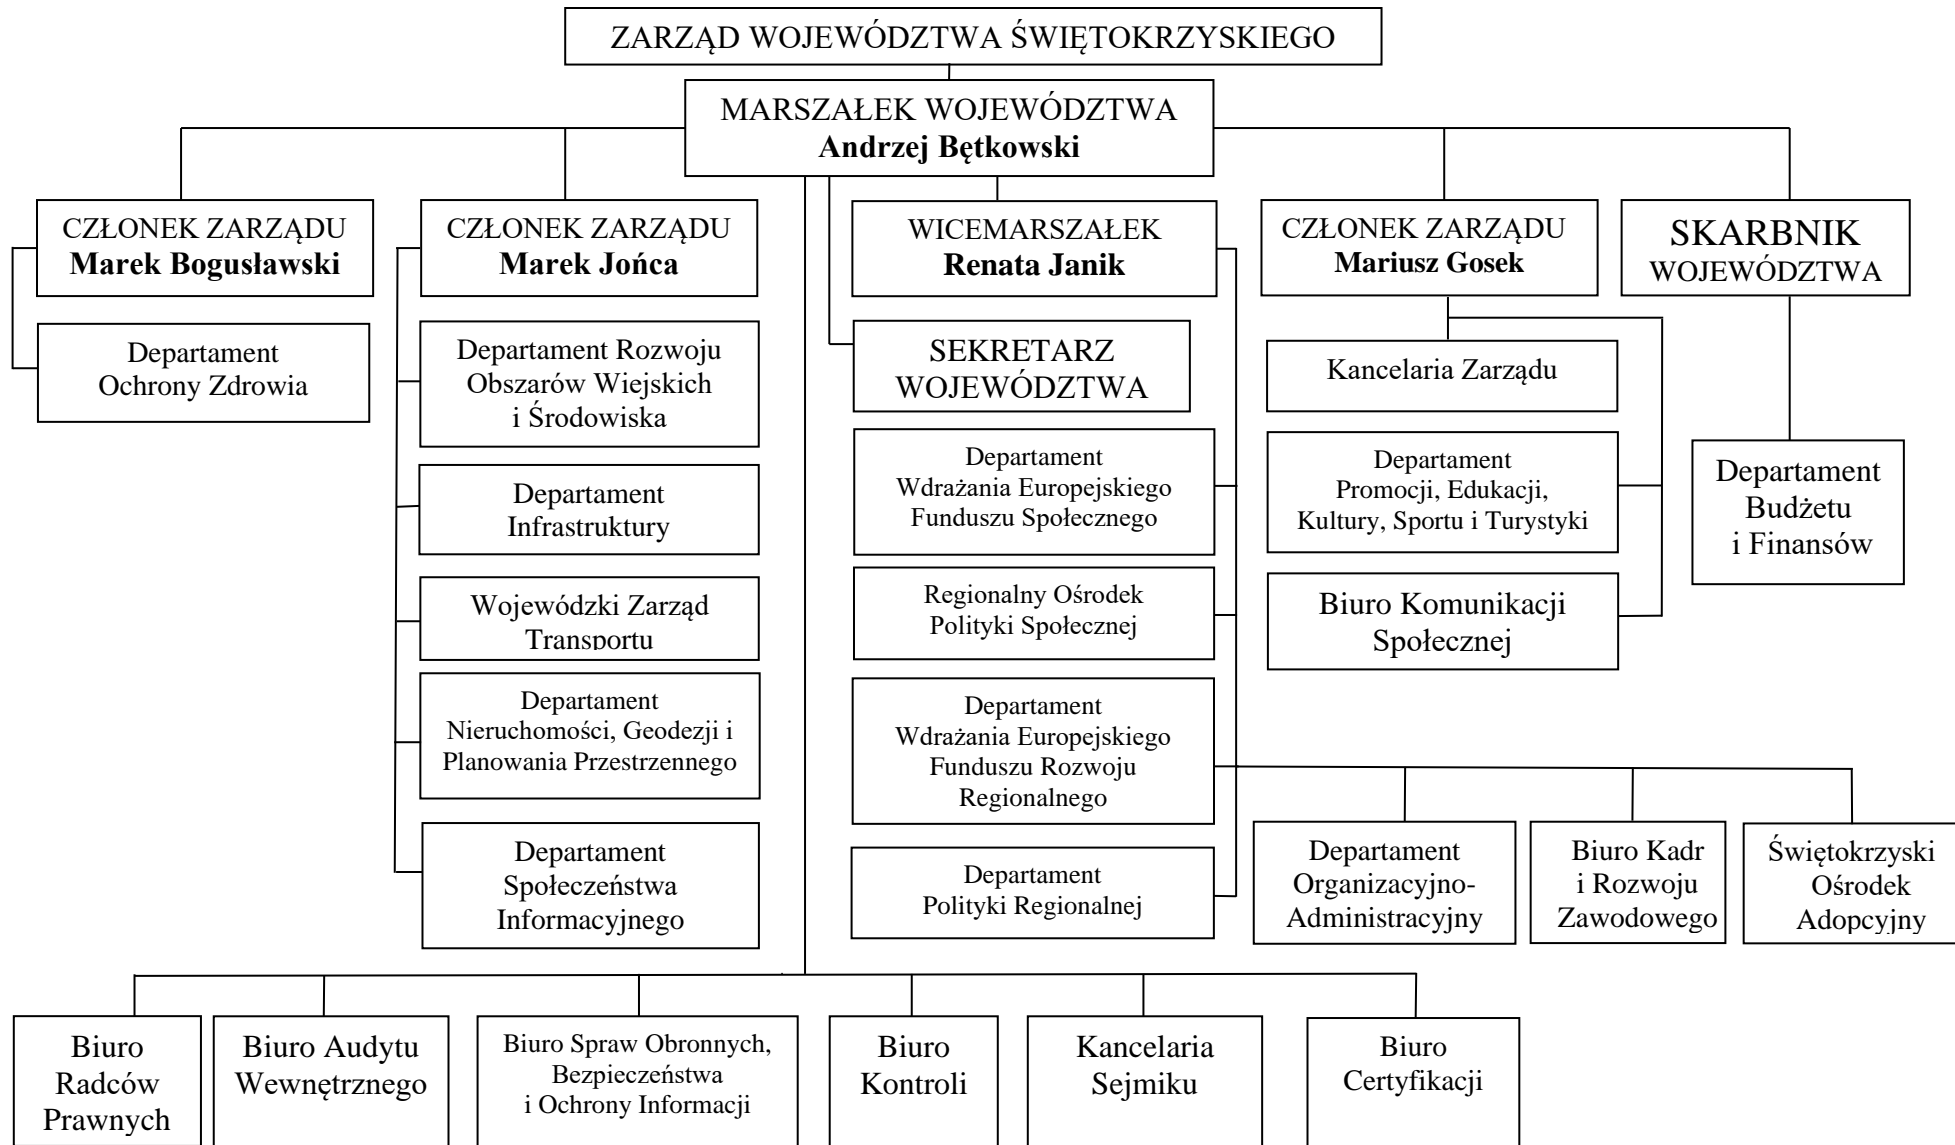 ZARZĄD WOJEWÓDZTWA ŚWIĘTOKRZYSKIEGO
MARSZAŁEK WOJEWÓDZTWA
Andrzej Bętkowski
CZŁONEK ZARZĄDU
Marek Bogusławski
CZŁONEK ZARZĄDU
Marek Jońca
WICEMARSZAŁEK
Renata Janik
CZŁONEK ZARZĄDU
Mariusz Gosek
SKARBNIK
WOJEWÓDZTWA
Departament
Ochrony Zdrowia
Departament Rozwoju
Obszarów Wiejskich
i Środowiska
Departament
Infrastruktury
Wojewódzki Zarząd
Transportu
Departament
Nieruchomości, Geodezji i
Planowania Przestrzennego
Departament
Społeczeństwa
Informacyjnego
SEKRETARZ
WOJEWÓDZTWA
Departament
Wdrażania Europejskiego
Funduszu Społecznego
Regionalny Ośrodek
Polityki Społecznej
Departament
Wdrażania Europejskiego
Funduszu Rozwoju
Regionalnego
Departament
Polityki Regionalnej
Kancelaria Zarządu
Departament
Promocji, Edukacji,
Kultury, Sportu i Turystyki
Biuro Komunikacji
Społecznej
Departament
Budżetu
i Finansów
Departament
Organizacyjno-
Administracyjny
Biuro Kadr
i Rozwoju
Zawodowego
Świętokrzyski
Ośrodek
Adopcyjny
Biuro
Radców
Prawnych
Biuro Audytu
Wewnętrznego
Biuro Spraw Obronnych,
Bezpieczeństwa
i Ochrony Informacji
Biuro
Kontroli
Kancelaria
Sejmiku
Biuro
Certyfikacji